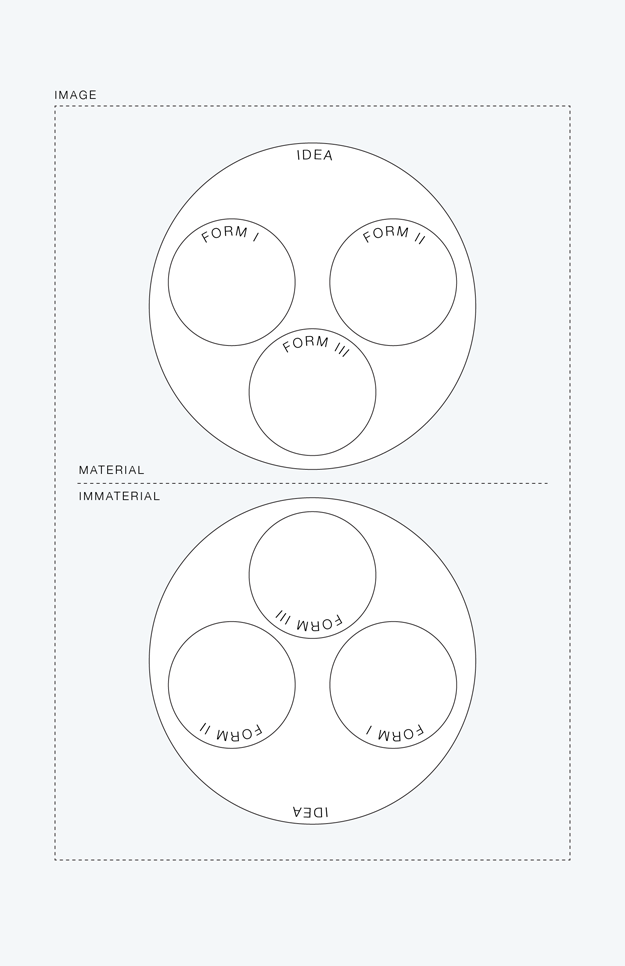 IMAGE
IDEA
FORM I
FORM II
FORM III
MATERIAL
IMMATERIAL
FORM III
FORM II
FORM I
IDEA